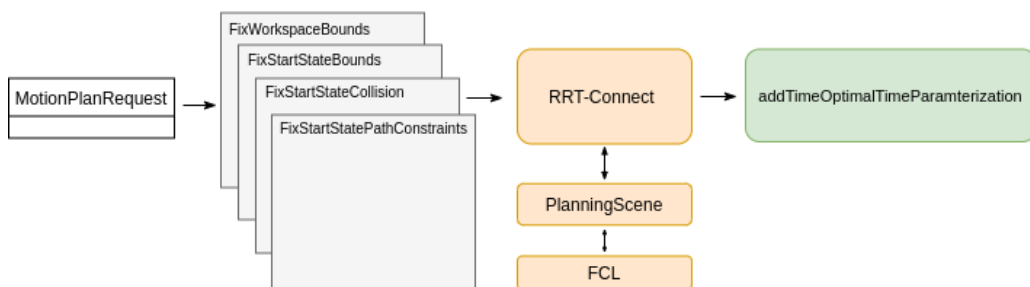 MotionPlanRequest
FixWorkspaceBounds
FixStartStateBounds
FixStartStateCollision
FixStartStatePathConstraints
RRT-Connect
PlanningScene
FCL
addTimeOptimalTimeParamterization